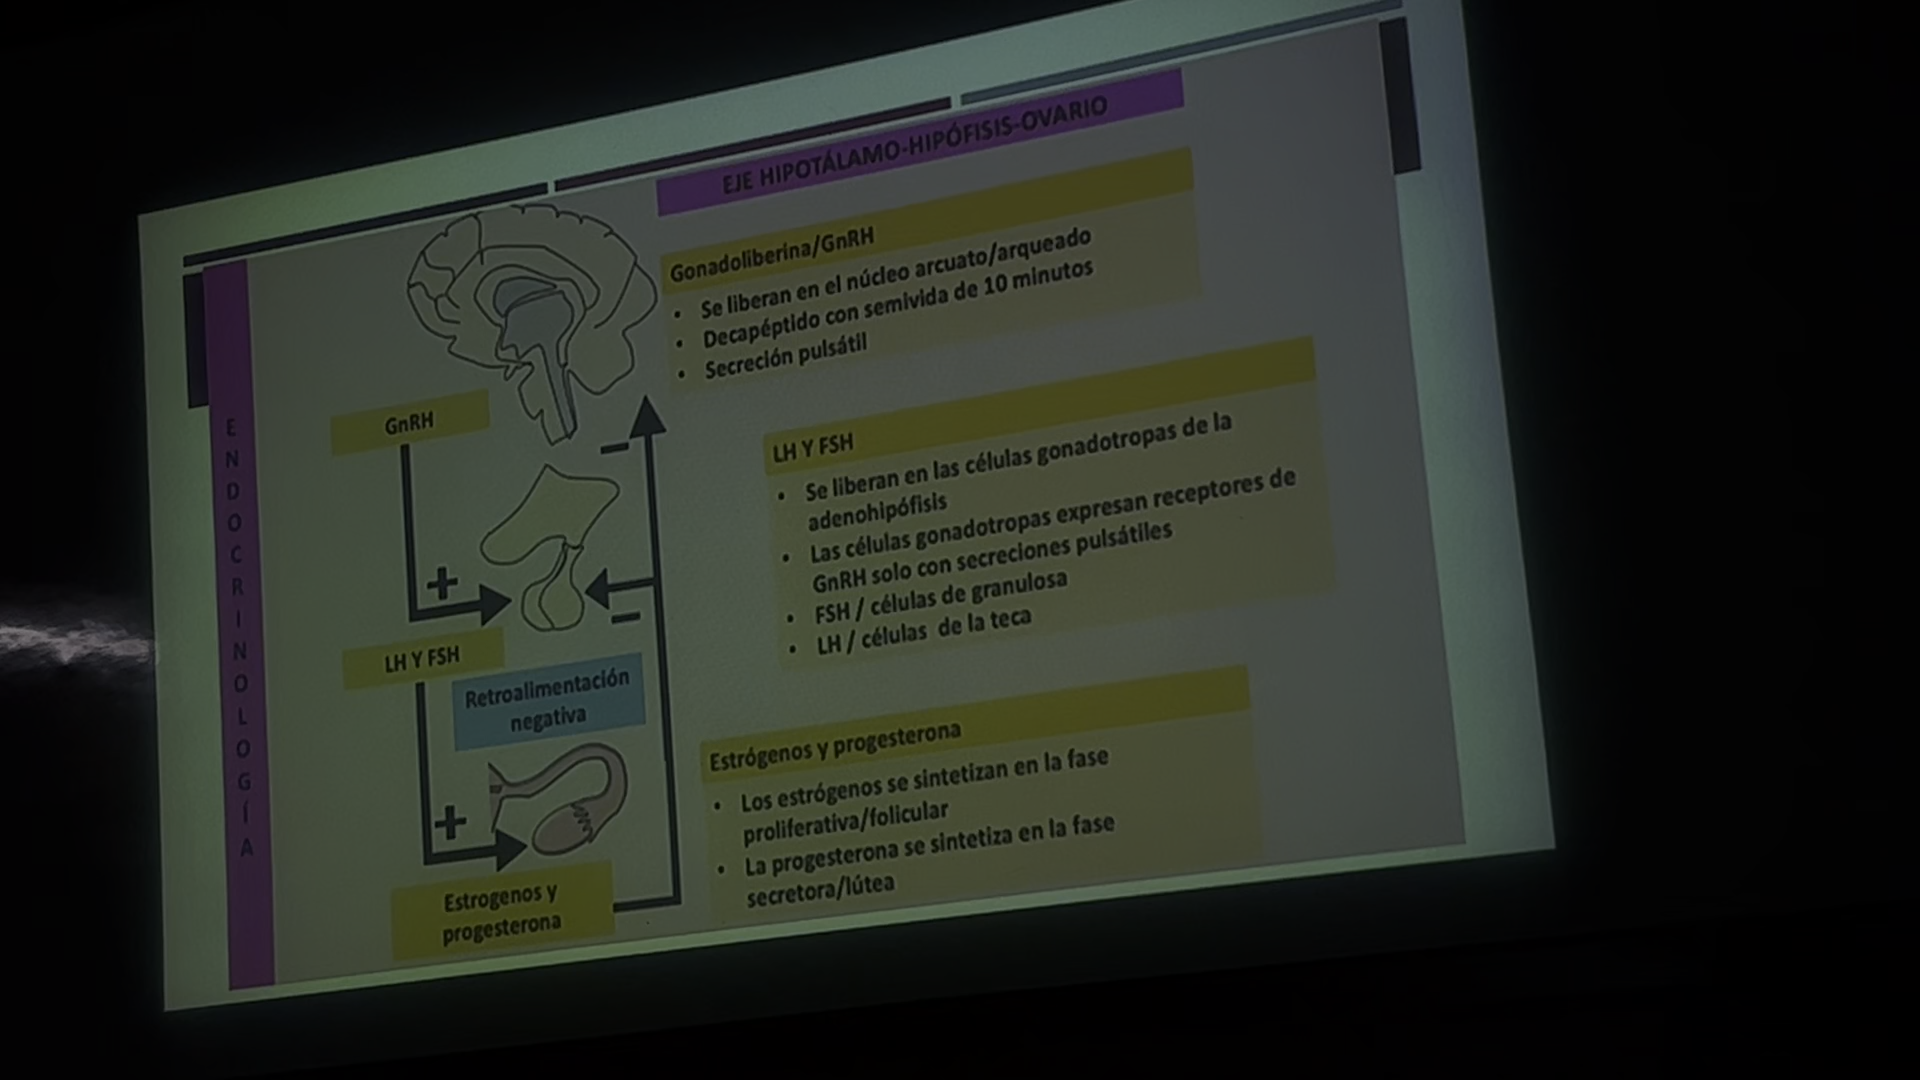 EJE HIPOTÁLAMO-HIPÓFISIS-OVARIO
ENDOCRINOLOGÍA
Gonadoliberina/GnRH
• Se liberan en el núcleo arcuato/arqueado
• Decapéptido con semivida de 10 minutos
• Secreción pulsátil
GnRH
−
+
−
LH Y FSH
• Se liberan en las células gonadotropas de la
adenohipófisis
• Las células gonadotropas expresan receptores de
GnRH solo con secreciones pulsátiles
• FSH / células de granulosa
• LH / células de la teca
LH Y FSH
Retroalimentación
negativa
+
Estrogenos y
progesterona
Estrógenos y progesterona
• Los estrógenos se sintetizan en la fase
proliferativa/folicular
• La progesterona se sintetiza en la fase
secretora/lútea